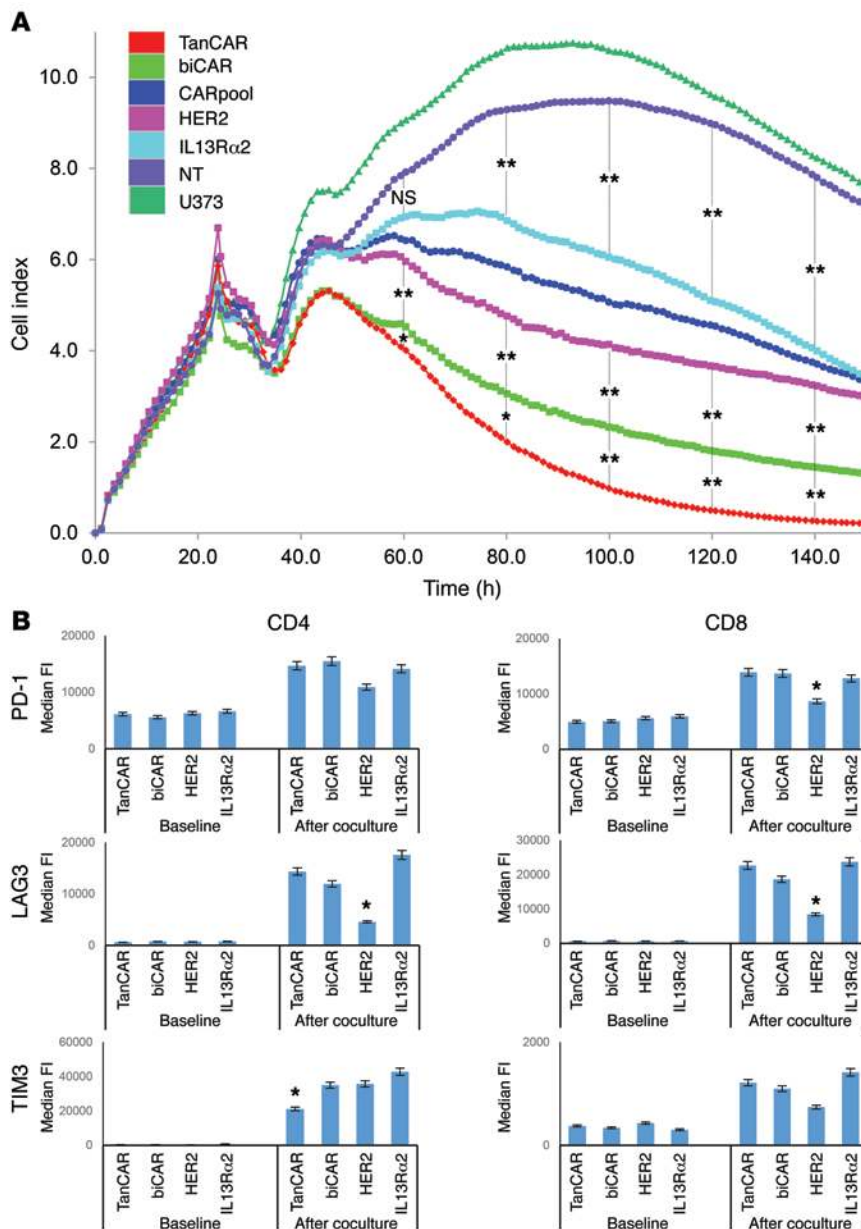 A
TanCAR
biCAR
CARpool
HER2
IL13Rα2
NT
U373
10.0
8.0
6.0
4.0
2.0
0.0
Cell index
NS
**
**
**
**
**
**
*
**
*
**
**
**
**
**
**
0.0 20.0 40.0 60.0 80.0 100.0 120.0 140.0
Time (h)
B
CD4 CD8
PD-1
Median FI
20000
10000
0
TanCAR biCAR HER2 IL13Rα2 TanCAR biCAR HER2 IL13Rα2
Baseline After coculture
Median FI
20000
10000
0
*
TanCAR biCAR HER2 IL13Rα2 TanCAR biCAR HER2 IL13Rα2
Baseline After coculture
LAG3
Median FI
20000
10000
0
*
TanCAR biCAR HER2 IL13Rα2 TanCAR biCAR HER2 IL13Rα2
Baseline After coculture
Median FI
30000
20000
10000
0
*
TanCAR biCAR HER2 IL13Rα2 TanCAR biCAR HER2 IL13Rα2
Baseline After coculture
TIM3
Median FI
60000
40000
20000
0
*
TanCAR biCAR HER2 IL13Rα2 TanCAR biCAR HER2 IL13Rα2
Baseline After coculture
Median FI
2000
1000
0
TanCAR biCAR HER2 IL13Rα2 TanCAR biCAR HER2 IL13Rα2
Baseline After coculture